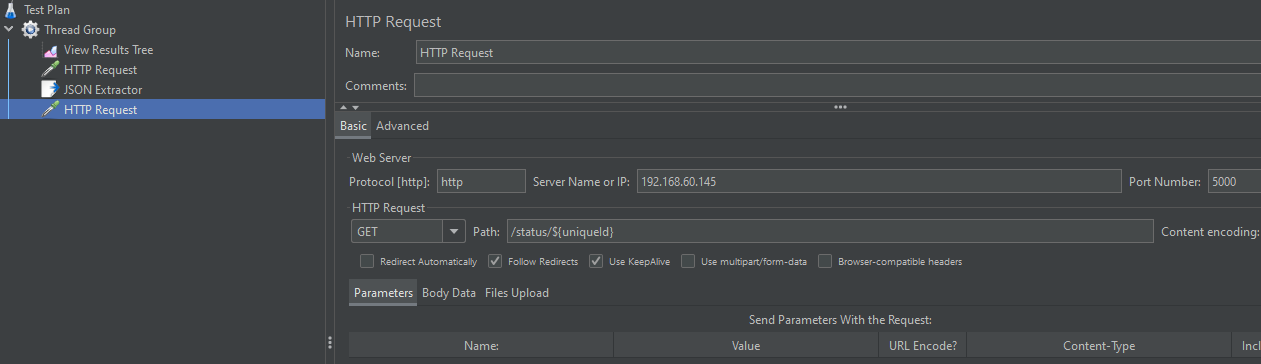 Test Plan
Thread Group
View Results Tree
HTTP Request
JSON Extractor
HTTP Request
HTTP Request
Name: HTTP Request
Comments:
Basic Advanced
Web Server
Protocol [http]: http Server Name or IP: 192.168.60.145 Port Number: 5000
HTTP Request
GET Path: /status/${uniqueId} Content encoding:
Redirect Automatically Follow Redirects Use KeepAlive Use multipart/form-data Browser-compatible headers
Parameters Body Data Files Upload
Send Parameters With the Request:
Name: Value URL Encode? Content-Type Incl